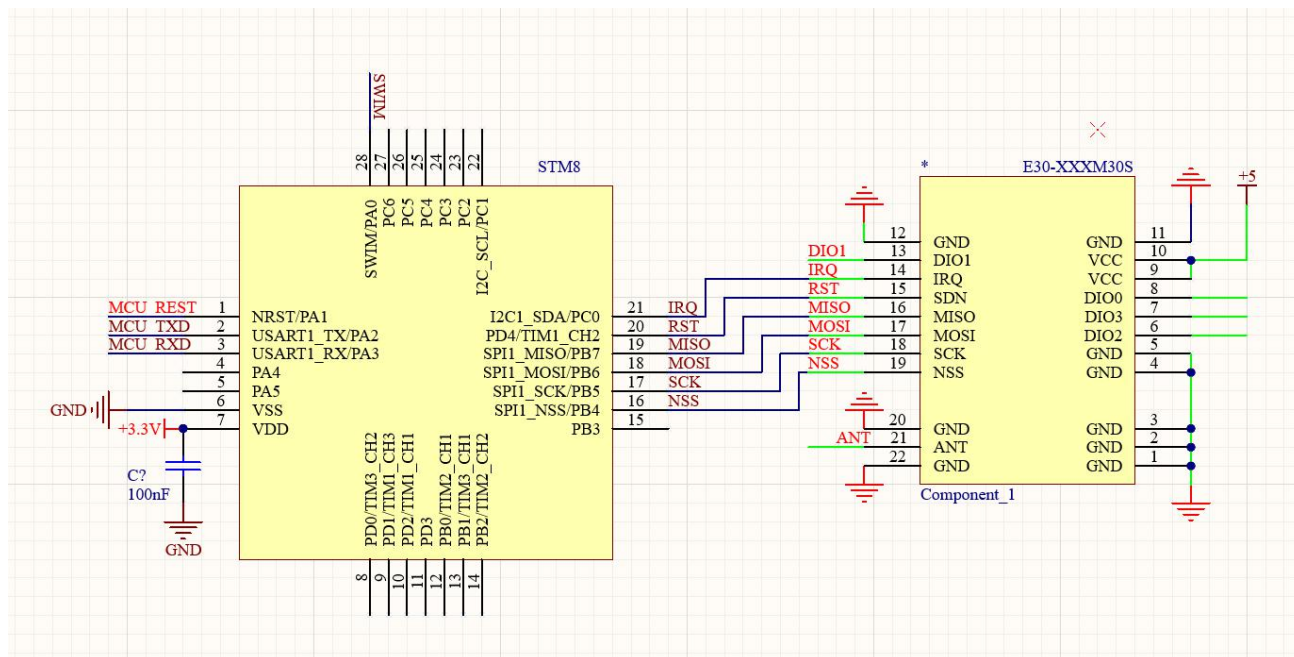 SWIM
28 27 26 25 24 23 22
STM8
SWIM/PA0
PC6
PC5
PC4
PC3
PC2
I2C_SCL/PC1
MCU_REST 1 NRST/PA1
MCU_TXD 2 USART1_TX/PA2
MCU_RXD 3 USART1_RX/PA3
4 PA4
5 PA5
GND 6 VSS
+3.3V 7 VDD
C?
100nF
GND
I2C1_SDA/PC0 21 IRQ
PD4/TIM1_CH2 20 RST
SPI1_MISO/PB7 19 MISO
SPI1_MOSI/PB6 18 MOSI
SPI1_SCK/PB5 17 SCK
SPI1_NSS/PB4 16 NSS
PB3 15
PD0/TIM3_CH2
PD1/TIM1_CH3
PD2/TIM1_CH1
PD3
PB0/TIM2_CH1
PB1/TIM3_CH1
PB2/TIM2_CH2
8 9 10 11 12 13 14
* E30-XXXM30S
+5
12 GND
DIO1 13 DIO1
IRQ 14 IRQ
RST 15 SDN
MISO 16 MISO
MOSI 17 MOSI
SCK 18 SCK
NSS 19 NSS
20 GND
ANT 21 ANT
22 GND
GND 11
VCC 10
VCC 9
DIO0 8
DIO3 7
DIO2 6
GND 5
GND 4
GND 3
GND 2
GND 1
Component_1